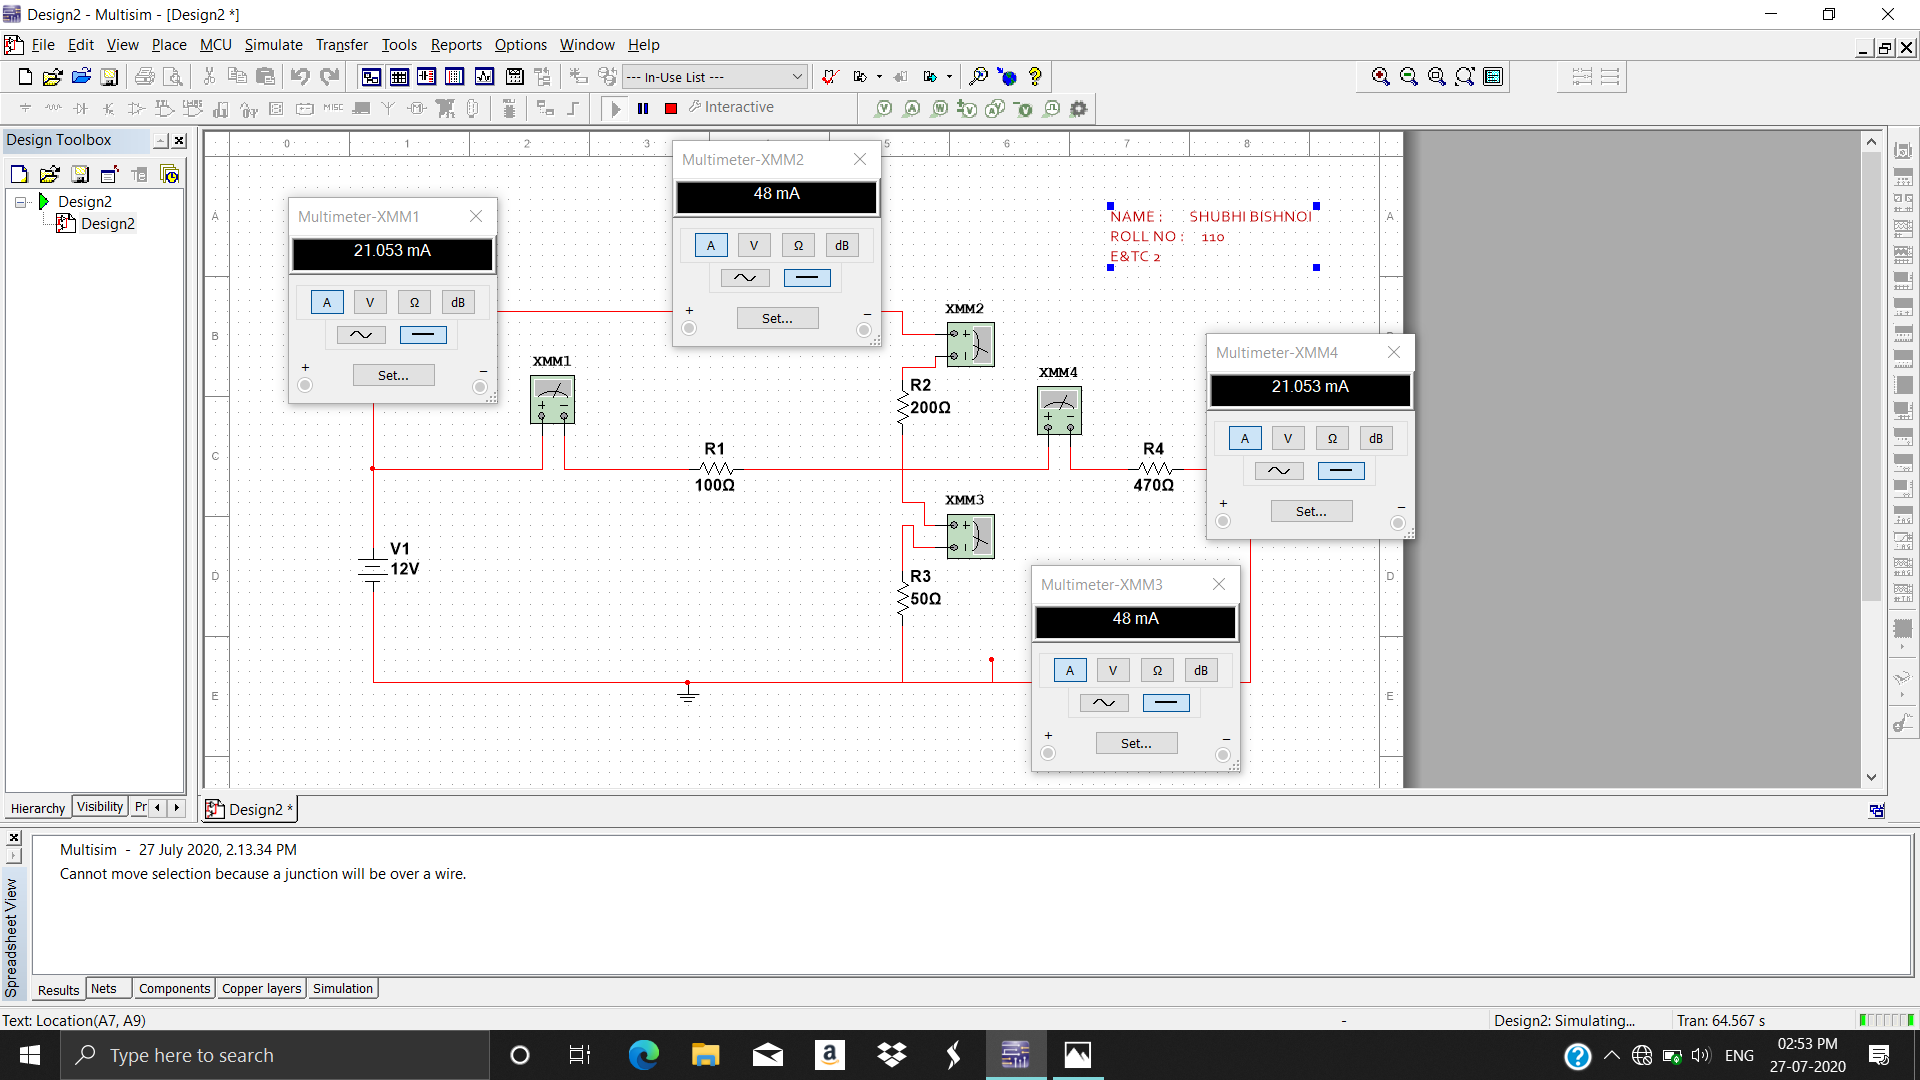 Design2 - Multisim - [Design2 *]
File Edit View Place MCU Simulate Transfer Tools Reports Options Window Help
--- In-Use List ---
MISC
Interactive
Design Toolbox
Design2
Design2
Hierarchy Visibility Pr
0 1 2 3 5 6 7 8
A
B
C
D
E
A
D
E
Multimeter-XMM1
21.053 mA
A V Ω dB
+ Set... −
Multimeter-XMM2
48 mA
A V Ω dB
+ Set... −
NAME : SHUBHI BISHNOI
ROLL NO : 110
E&TC 2
XMM1
+ −
XMM2
+
XMM4
+ −
R2
200Ω
R1
100Ω
R4
470Ω
XMM3
+
V1
12V
R3
50Ω
Multimeter-XMM4
21.053 mA
A V Ω dB
+ Set... −
Multimeter-XMM3
48 mA
A V Ω dB
+ Set... −
Design2 *
Multisim - 27 July 2020, 2.13.34 PM
Cannot move selection because a junction will be over a wire.
Spreadsheet View
Results Nets Components Copper layers Simulation
Text: Location(A7, A9) - Design2: Simulating... Tran: 64.567 s
Type here to search
ENG
02:53 PM
27-07-2020